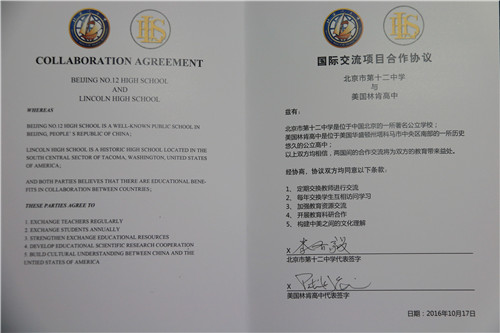 COLLABORATION AGREEMENT
BEIJING NO.12 HIGH SCHOOL
AND
LINCOLN HIGH SCHOOL
WHEREAS
BEIJING NO.12 HIGH SCHOOL IS A WELL-KNOWN PUBLIC SCHOOL IN
BEIJING, PEOPLE' S REPUBLIC OF CHINA;
LINCOLN HIGH SCHOOL IS A HISTORIC HIGH SCHOOL LOCATED IN THE
SOUTH CENTRAL SECTOR OF TACOMA, WASHINGTON, UNITED STATES
OF AMERICA;
AND BOTH PARTIES BELIEVES THAT THERE ARE EDUCATIONAL BENE-
FITS IN COLLABORATION BETWEEN COUNTRIES;
THESE PARTIES AGREE TO
1 EXCHANGE TEACHERS REGULARLY
2 EXCHANGE STUDENTS ANNUALLY
3 STRENGTHEN EXCHANGE EDUCATIONAL RESOURCES
4 DEVELOP EDUCATIONAL SCIENTIFIC RESEARCH COOPERATION
5 BUILD CULTURAL UNDERSTANDING BETWEEN CHINA AND THE
UNTIED STATES OF AMERICA
国际交流项目合作协议
北京市第十二中学
与
美国林肯高中
兹有：
北京市第十二中学是位于中国北京的一所著名公立学校；
美国林肯高中是位于美国华盛顿州塔科马市中央区南部的一所历史
悠久的公立高中；
以上双方均相信，两国间的合作交流将为双方的教育带来益处。
经协商，协议双方均同意以下条款：
1、 定期交换教师进行交流
2、 每年交换学生互相访问学习
3、 加强教育资源交流
4、 开展教育科研合作
5、 构建中美之间的文化理解
X
北京市第十二中学代表签字
X
美国林肯高中代表签字
日期：2016年10月17日